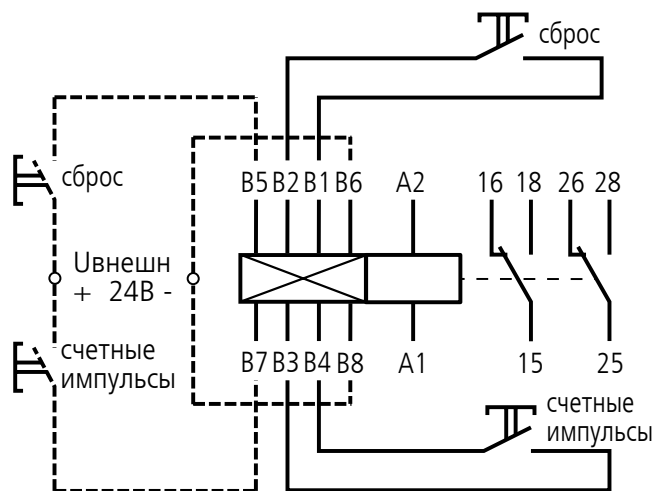 сброс
сброс
B5 B2 B1 B6 A2 16 18 26 28
Uвнешн
+ 24В -
счетные
импульсы
B7 B3 B4 B8 A1 15 25
счетные
импульсы